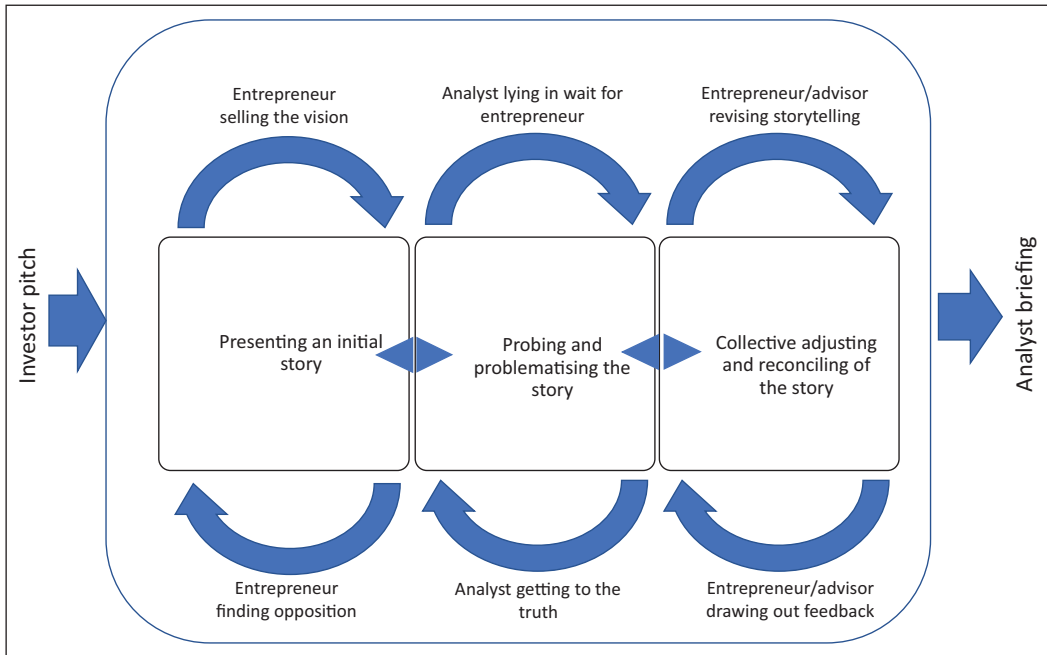 Entrepreneur
selling the vision
Analyst lying in wait for
entrepreneur
Entrepreneur/advisor
revising storytelling
Investor pitch
Presenting an initial
story
Probing and
problematising the
story
Collective adjusting
and reconciling of
the story
Analyst briefing
Entrepreneur
finding opposition
Analyst getting to the
truth
Entrepreneur/advisor
drawing out feedback